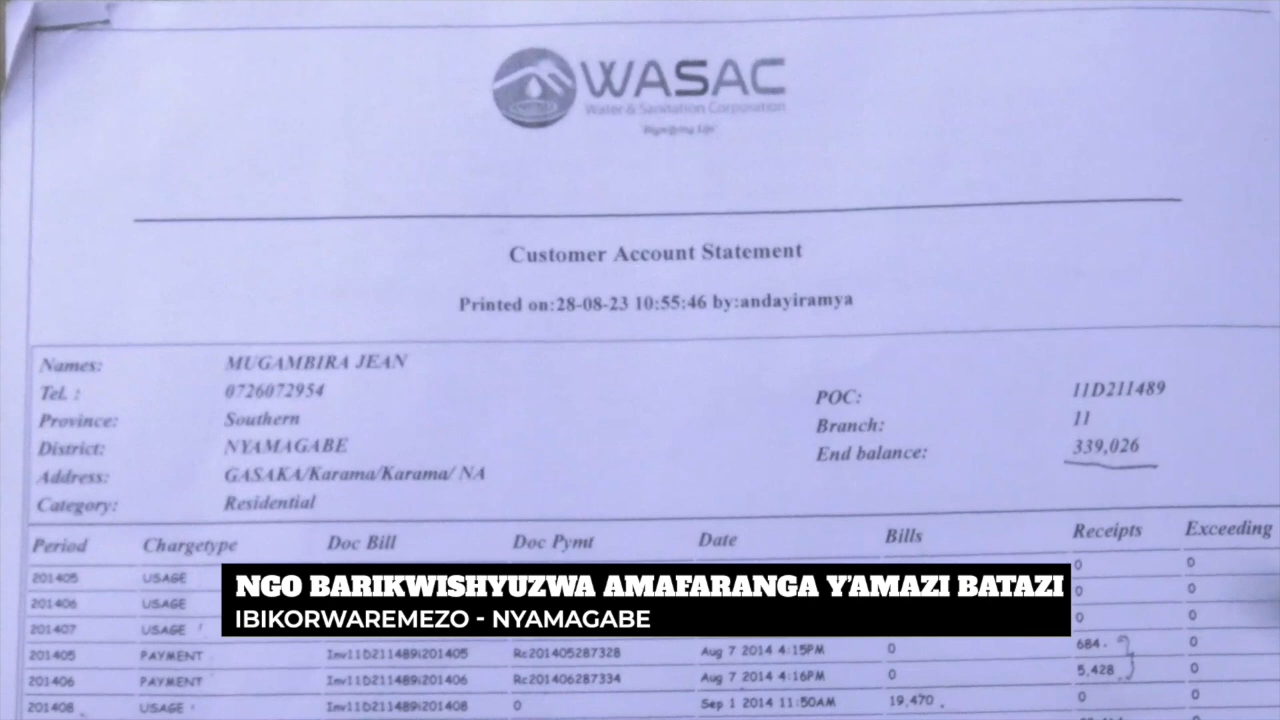 WASAC
Water & Sanitation Corporation
Customer Account Statement
Printed on:28-08-23 10:55:46 by:andayiramya
Names: MUGAMBIRA JEAN
Tel. : 0726072954
Province: Southern
District: NYAMAGABE
Address: GASAKA/Karama/Karama/ NA
Category: Residential
POC: 11D211489
Branch: 11
End balance: 339,026
Period Chargetype Doc Bill Doc Pymt Date Bills Receipts Exceeding
201405 USAGE 0 0
201406 USAGE 0 0
201407 USAGE 0 0
NGO BARIKWISHYUZWA AMAFARANGA Y'AMAZI BATAZI
IBIKORWAREMEZO - NYAMAGABE
201405 PAYMENT Inv11D211489i201405 Rc201405287328 Aug 7 2014 4:15PM 0 684 0
201406 PAYMENT Inv11D211489i201406 Rc201406287334 Aug 7 2014 4:16PM 0 5,428 0
201408 USAGE Inv11D211489i201408 0 Sep 1 2014 11:50AM 19,470 0 0